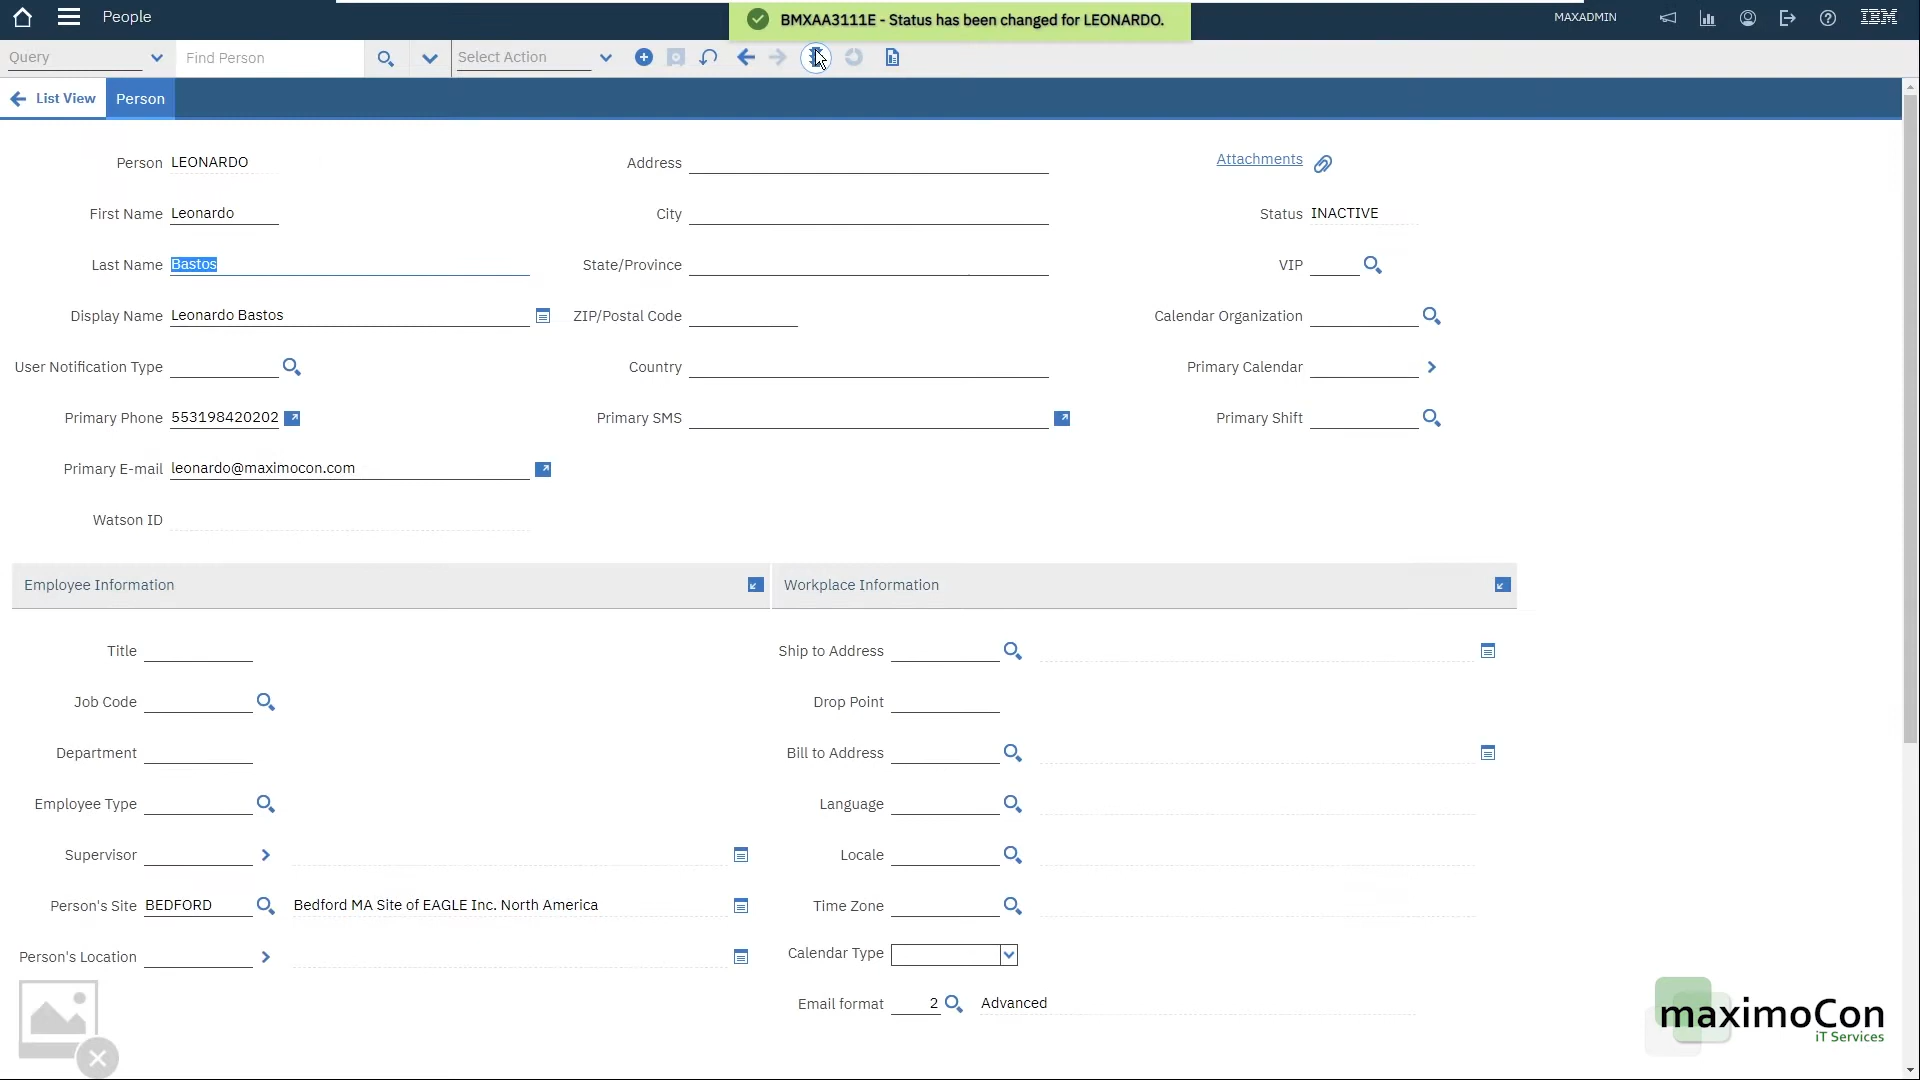 People
BMXAA3111E - Status has been changed for LEONARDO.
MAXADMIN
IBM
Query
Find Person
Select Action
List View
Person
Person LEONARDO
Address
Attachments
First Name Leonardo
City
Status INACTIVE
Last Name Bastos
State/Province
VIP
Display Name Leonardo Bastos
ZIP/Postal Code
Calendar Organization
User Notification Type
Country
Primary Calendar
Primary Phone 553198420202
Primary SMS
Primary Shift
Primary E-mail leonardo@maximocon.com
Watson ID
Employee Information
Workplace Information
Title
Ship to Address
Job Code
Drop Point
Department
Bill to Address
Employee Type
Language
Supervisor
Locale
Person's Site BEDFORD Bedford MA Site of EAGLE Inc. North America
Time Zone
Person's Location
Calendar Type
Email format 2 Advanced
maximoCon
iT Services